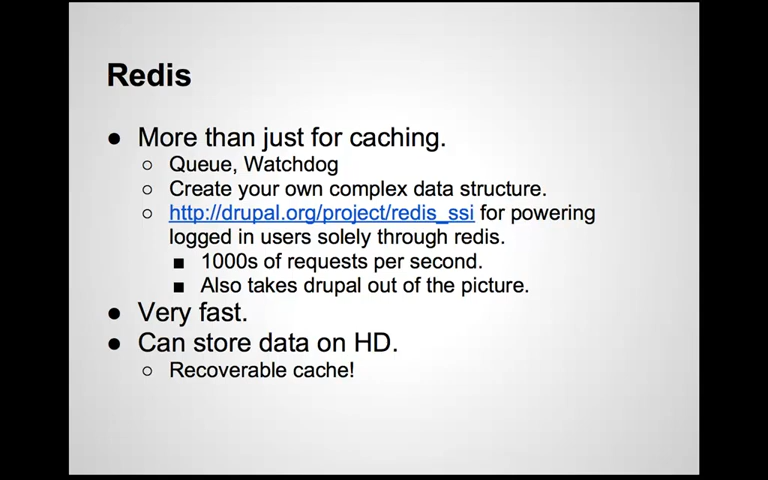 Redis
● More than just for caching.
○ Queue, Watchdog
○ Create your own complex data structure.
○ http://drupal.org/project/redis_ssi for powering
logged in users solely through redis.
■ 1000s of requests per second.
■ Also takes drupal out of the picture.
● Very fast.
● Can store data on HD.
○ Recoverable cache!